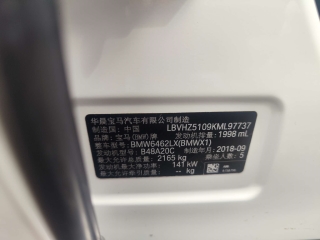 华晨宝马汽车有限公司制造
制造国: 中国 LBVHZ5109KML97737
品牌: 宝马(BMW)牌 发动机排量: 1998 mL
整车型号: BMW6462LX(BMWX1)
发动机型号: B48A20C 制造年月: 2018-09
最大允许总质量: 2165 kg 乘坐人数: 5
最大净功率: 141 kW
-- kg